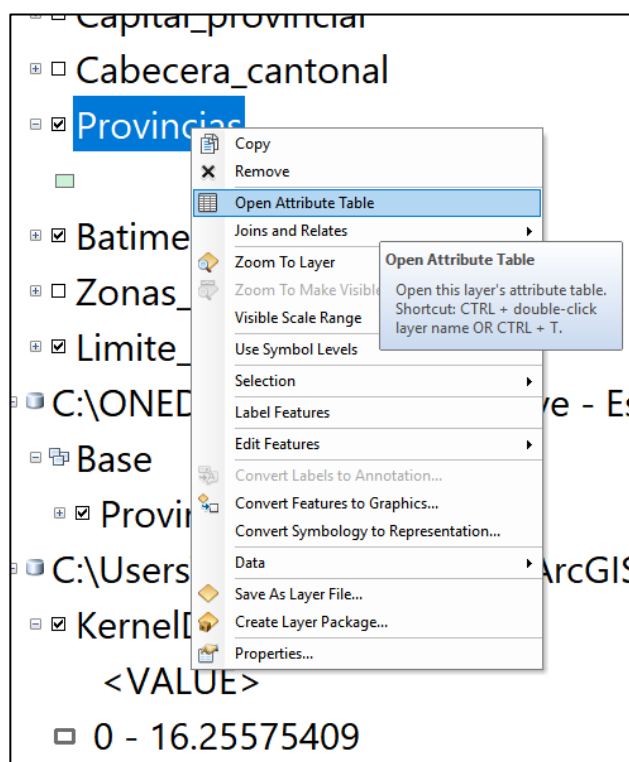 Capital_provincial
Cabecera_cantonal
Provincias
Copy
Remove
Open Attribute Table
Joins and Relates
Batime
Open Attribute Table
Zoom To Layer
Open this layer's attribute table.
Zonas_
Zoom To Make Visible
Shortcut: CTRL + double-click
Visible Scale Range
layer name OR CTRL + T.
Limite_
Use Symbol Levels
Selection
C:\ONED
ve - Es
Label Features
Edit Features
Base
Convert Labels to Annotation...
Convert Features to Graphics...
Provin
Convert Symbology to Representation...
Data
C:\Users
ArcGIS
Save As Layer File...
Create Layer Package...
KernelD
Properties...
<VALUE>
0 - 16.25575409